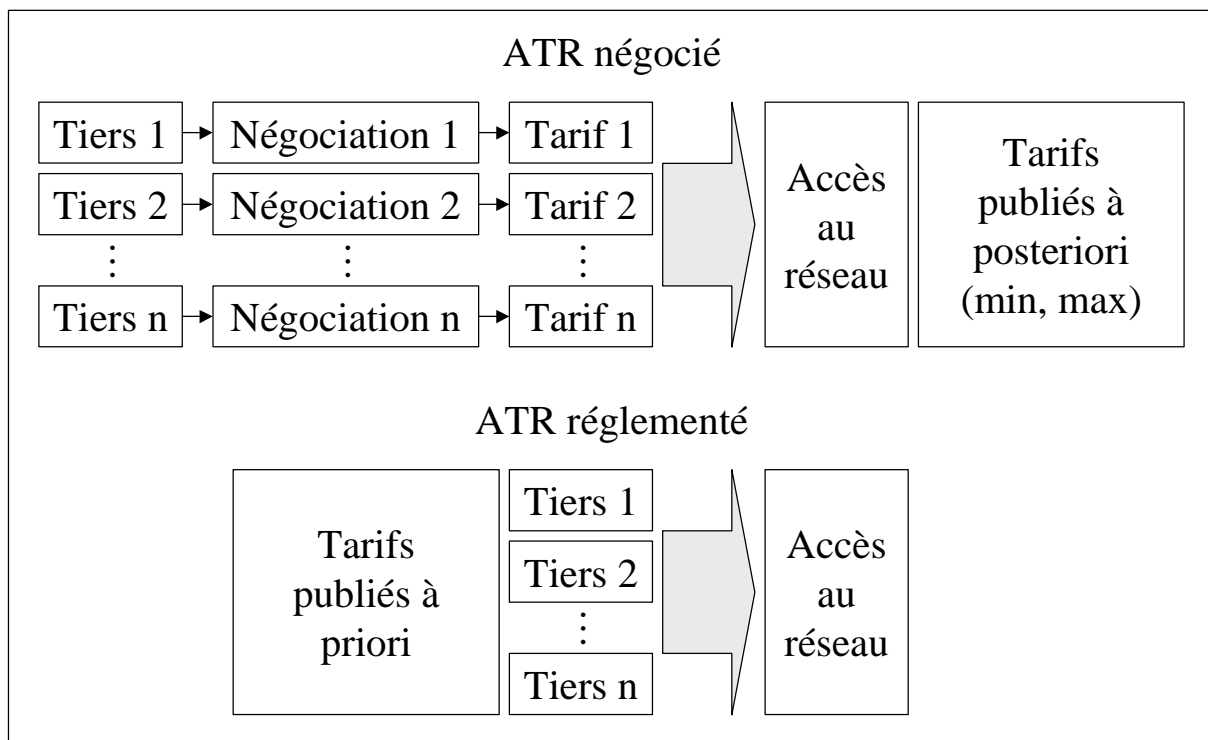 ATR négocié
Tiers 1 Négociation 1 Tarif 1
Tiers 2 Négociation 2 Tarif 2
⋮ ⋮ ⋮
Tiers n Négociation n Tarif n
Accès
au
réseau
Tarifs
publiés à
posteriori
(min, max)
ATR réglementé
Tarifs
publiés à
priori
Tiers 1
Tiers 2
⋮
Tiers n
Accès
au
réseau